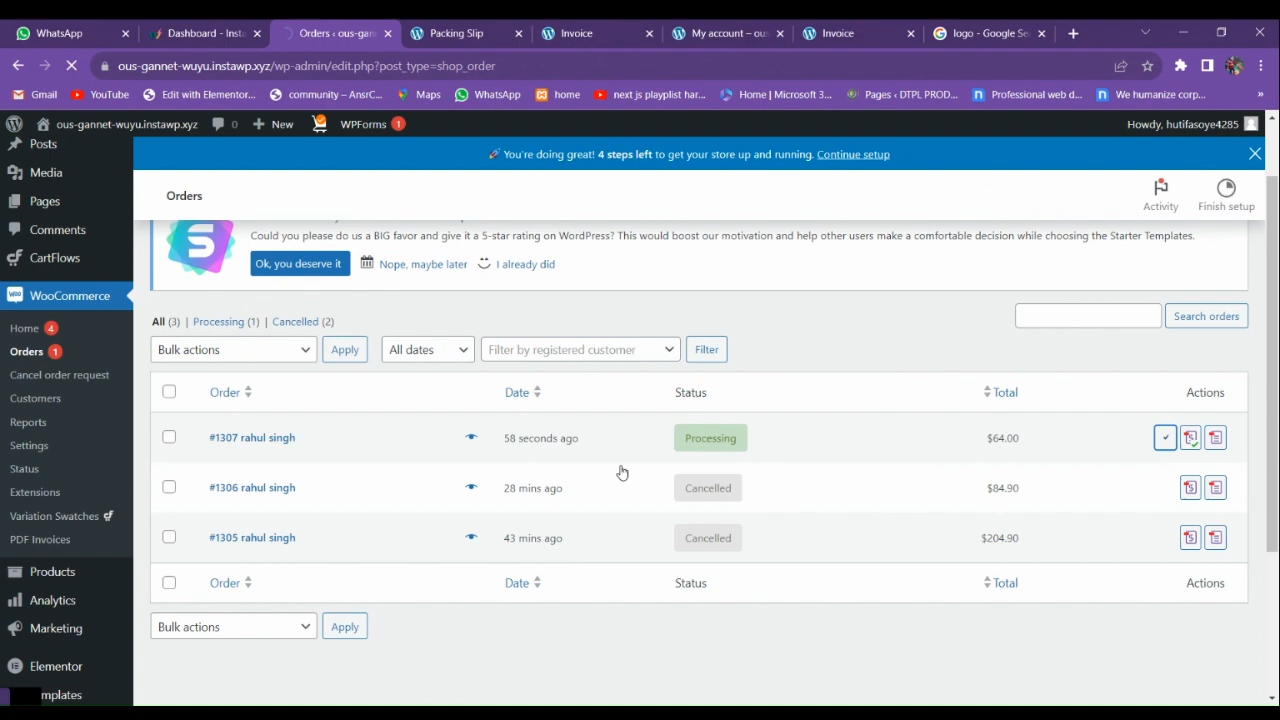 WhatsApp
Dashboard - Insta
Orders ‹ ous-gan
Packing Slip
Invoice
My account – ous
Invoice
logo - Google Se
ous-gannet-wuyu.instawp.xyz/wp-admin/edit.php?post_type=shop_order
Gmail
YouTube
Edit with Elementor...
community – AnsrC...
Maps
WhatsApp
home
next js playlist har...
Home | Microsoft 3...
Pages ‹ DTPL PROD...
Professional web d...
We humanize corp...
»
ous-gannet-wuyu.instawp.xyz
0
New
WPForms 1
Howdy, hutifasoye4285
Posts
Media
Pages
Comments
CartFlows
WooCommerce
Home 4
Orders 1
Cancel order request
Customers
Reports
Settings
Status
Extensions
Variation Swatches
PDF Invoices
Products
Analytics
Marketing
Elementor
mplates
🚀 You're doing great! 4 steps left to get your store up and running. Continue setup
Orders
Activity
Finish setup
S
Could you please do us a BIG favor and give it a 5-star rating on WordPress? This would boost our motivation and help other users make a comfortable decision while choosing the Starter Templates.
Ok, you deserve it
Nope, maybe later
I already did
All (3) | Processing (1) | Cancelled (2)
Search orders
Bulk actions
Apply
All dates
Filter by registered customer
Filter
Order
Date
Status
Total
Actions
#1307 rahul singh
58 seconds ago
Processing
$64.00
#1306 rahul singh
28 mins ago
Cancelled
$84.90
#1305 rahul singh
43 mins ago
Cancelled
$204.90
Order
Date
Status
Total
Actions
Bulk actions
Apply